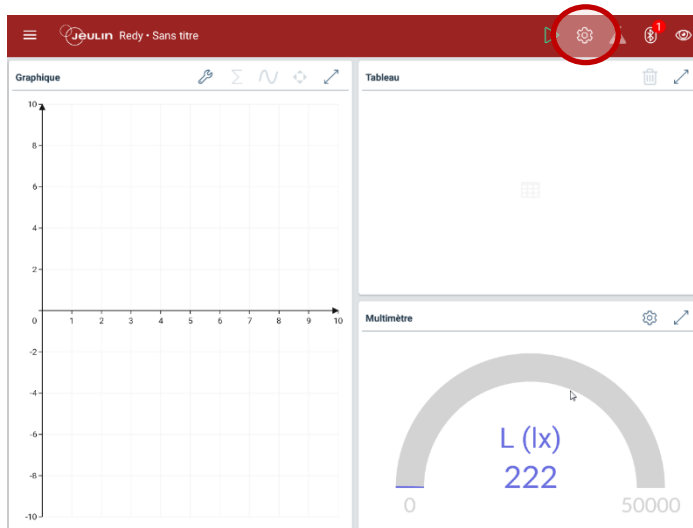 Jeulin Redy • Sans titre
1
Graphique
10
8
6
4
2
0 1 2 3 4 5 6 7 8 9 10
-2
-4
-6
-8
-10
Tableau
Multimètre
L (lx)
222
0 50000